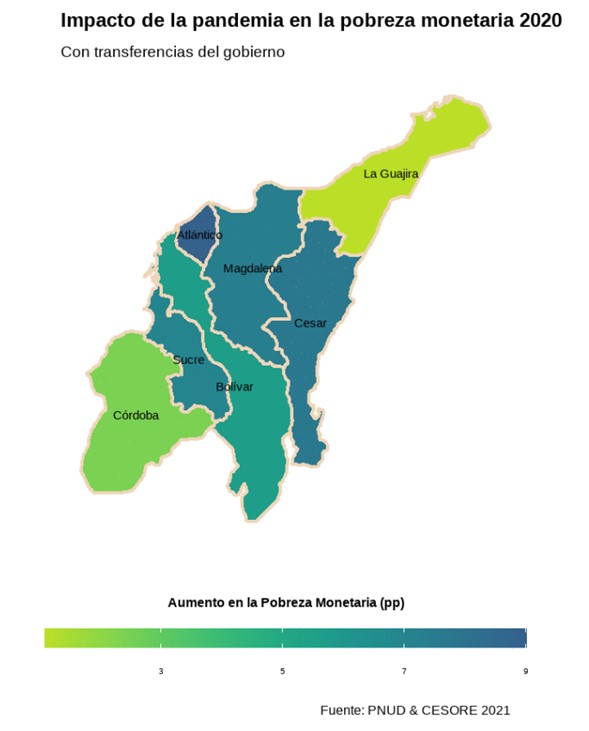 Impacto de la pandemia en la pobreza monetaria 2020
Con transferencias del gobierno
La Guajira
Atlántico
Magdalena
Cesar
Sucre
Bolívar
Córdoba
Aumento en la Pobreza Monetaria (pp)
3 5 7 9
Fuente: PNUD & CESORE 2021